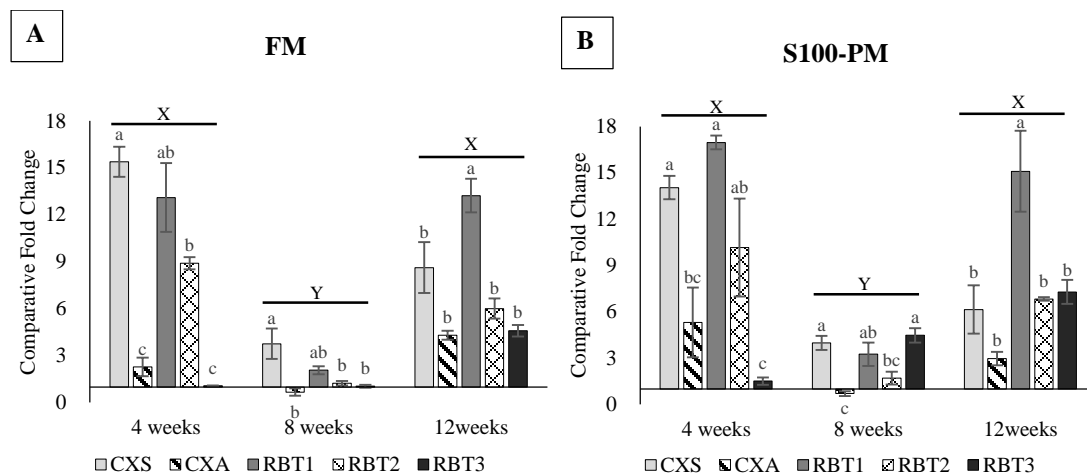 A
FM
Comparative Fold Change
18
15
12
9
6
3
0
X
a
c
ab
b
c
Y
a
b
ab
b
b
X
b
b
a
b
b
4 weeks
8 weeks
12weeks
CXS CXA RBT1 RBT2 RBT3
B
S100-PM
Comparative Fold Change
18
15
12
9
6
3
0
X
a
bc
a
ab
c
Y
a
c
ab
bc
a
X
b
b
a
b
b
4 weeks
8 weeks
12weeks
CXS CXA RBT1 RBT2 RBT3